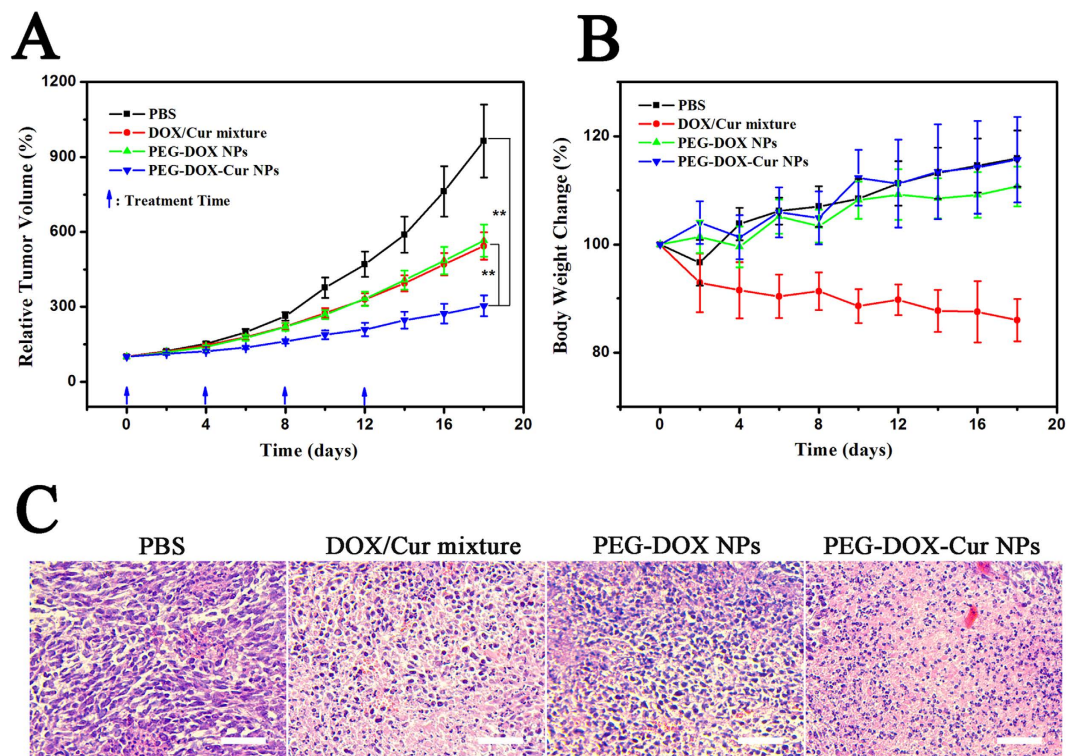 A
Relative Tumor Volume (%)
1200
900
600
300
0
PBS
DOX/Cur mixture
PEG-DOX NPs
PEG-DOX-Cur NPs
: Treatment Time
**
**
0 4 8 12 16 20
Time (days)
B
Body Weight Change (%)
120
100
80
PBS
DOX/Cur mixture
PEG-DOX NPs
PEG-DOX-Cur NPs
0 4 8 12 16 20
Time (days)
C
PBS DOX/Cur mixture PEG-DOX NPs PEG-DOX-Cur NPs